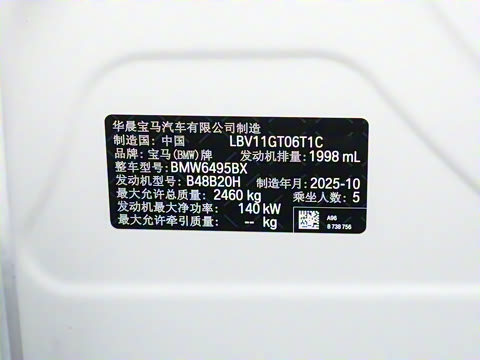 华晨宝马汽车有限公司制造
制造国：中国 LBV11GT06T1C
品牌：宝马(BMW)牌 发动机排量：1998 mL
整车型号：BMW6495BX
发动机型号：B48B20H 制造年月：2025-10
最大允许总质量：2460 kg 乘坐人数：5
发动机最大净功率：140 kW
最大允许牵引质量：-- kg
A96
8 738 756